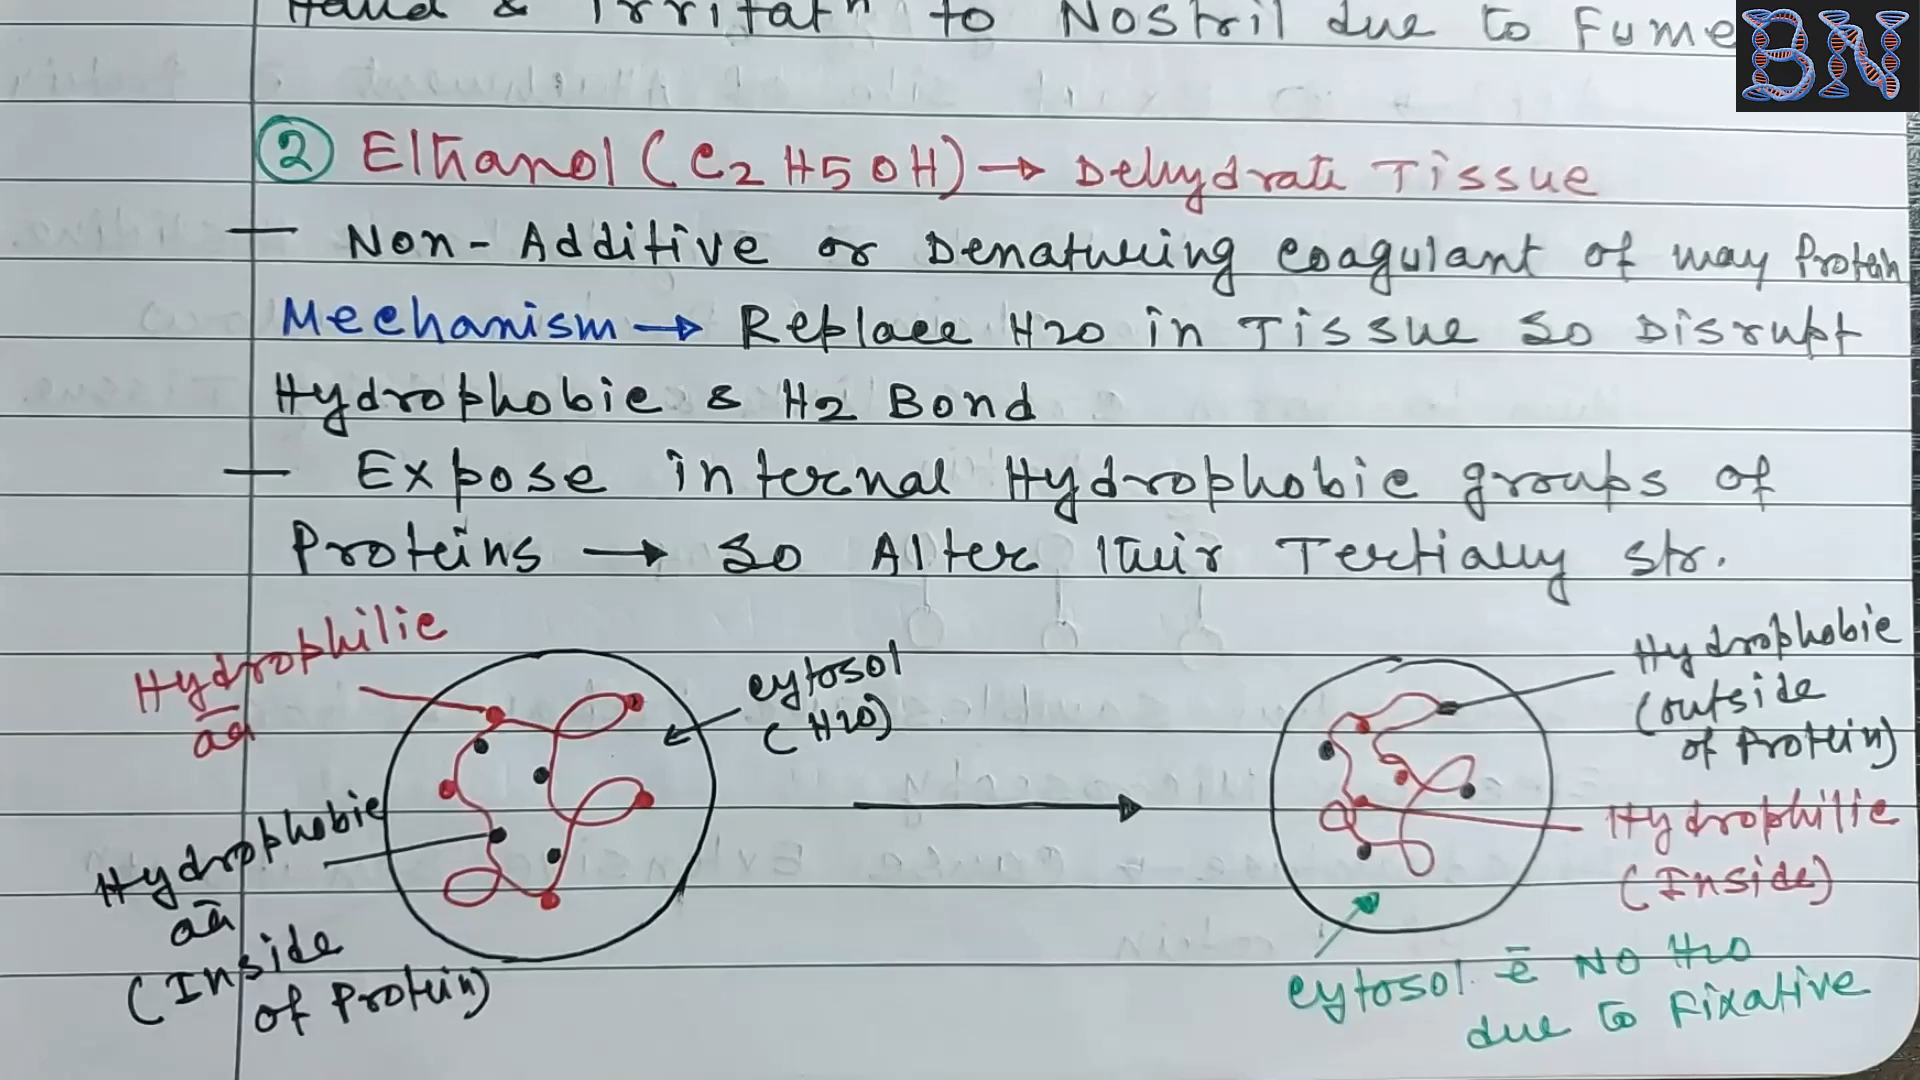 Hand & Irritatⁿ to Nostril due to Fume
BN
② Ethanol (C2H5OH) → Dehydrate Tissue
— Non-Additive or Denaturing coagulant of many Protein
Mechanism → Replace H2O in Tissue so Disrupt
Hydrophobic & H2 Bond
— Expose internal Hydrophobic groups of
Proteins → So Alter their Tertiary str.
Hydrophilic
aa
cytosol
(H2O)
Hydrophobic
aa
(Inside
of Protein)
Hydrophobic
(outside
of Protein)
Hydrophilic
(Inside)
cytosol c̄ NO H2O
due to Fixative